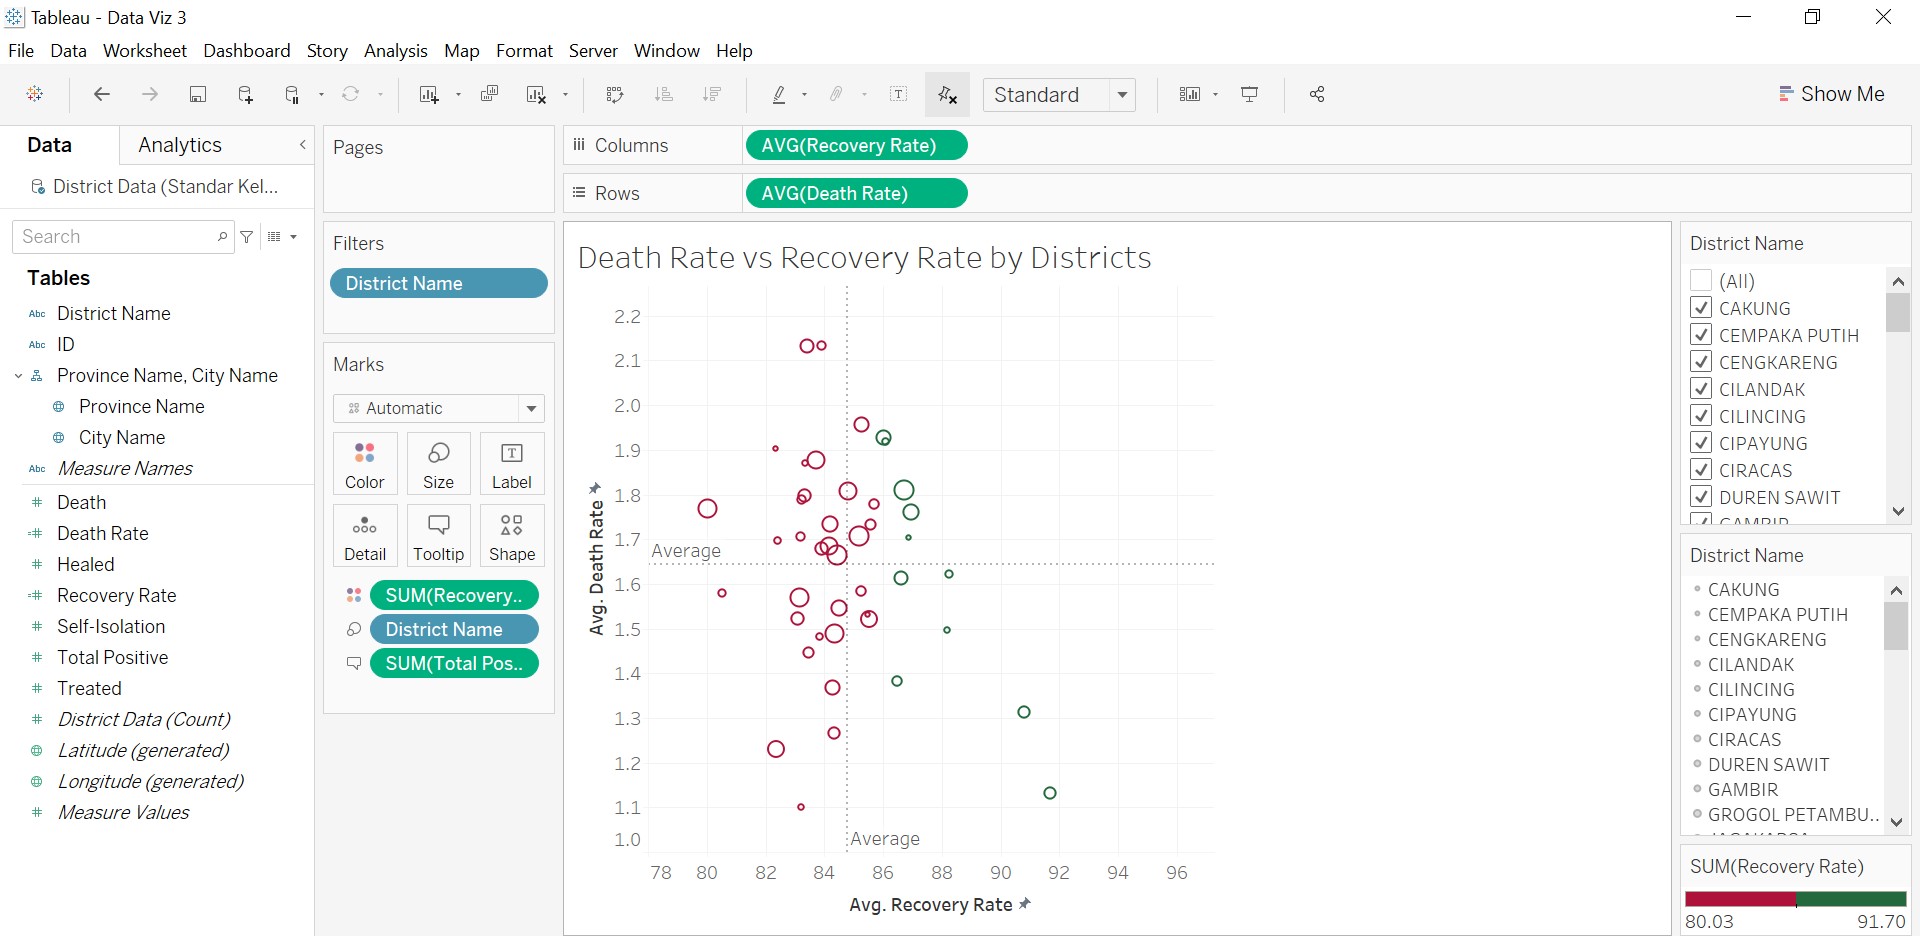 Tableau - Data Viz 3
File Data Worksheet Dashboard Story Analysis Map Format Server Window Help
Standard
Show Me
Data Analytics
District Data (Standar Kel...
Search
Tables
Abc District Name
Abc ID
Province Name, City Name
Province Name
City Name
Abc Measure Names
# Death
# Death Rate
# Healed
# Recovery Rate
# Self-Isolation
# Total Positive
# Treated
# District Data (Count)
Latitude (generated)
Longitude (generated)
# Measure Values
Pages
Filters
District Name
Marks
Automatic
Color Size Label
Detail Tooltip Shape
SUM(Recovery..
District Name
SUM(Total Pos..
Columns AVG(Recovery Rate)
Rows AVG(Death Rate)
Death Rate vs Recovery Rate by Districts
2.2
2.1
2.0
1.9
1.8
1.7
1.6
1.5
1.4
1.3
1.2
1.1
1.0
Avg. Death Rate
Average
Average
78 80 82 84 86 88 90 92 94 96
Avg. Recovery Rate
District Name
(All)
CAKUNG
CEMPAKA PUTIH
CENGKARENG
CILANDAK
CILINCING
CIPAYUNG
CIRACAS
DUREN SAWIT
GAMBIR
District Name
CAKUNG
CEMPAKA PUTIH
CENGKARENG
CILANDAK
CILINCING
CIPAYUNG
CIRACAS
DUREN SAWIT
GAMBIR
GROGOL PETAMBU..
SUM(Recovery Rate)
80.03 91.70